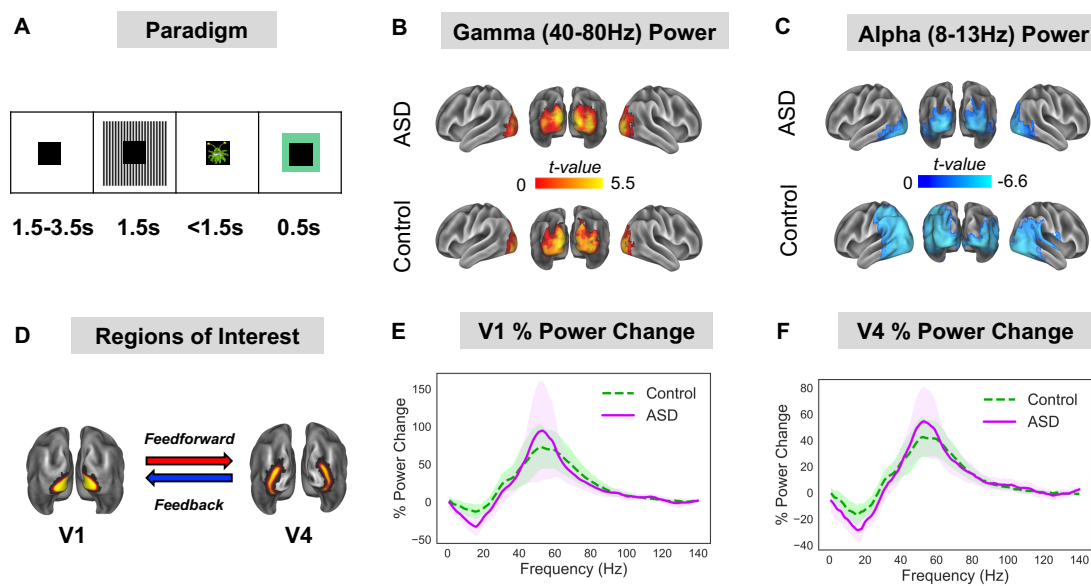 A
Paradigm
1.5-3.5s
1.5s
<1.5s
0.5s
B
Gamma (40-80Hz) Power
ASD
t-value
0
5.5
Control
C
Alpha (8-13Hz) Power
ASD
t-value
0
-6.6
Control
D
Regions of Interest
Feedforward
Feedback
V1
V4
E
V1 % Power Change
% Power Change
150
100
50
0
−50
Control
ASD
0
20
40
60
80
100
120
140
Frequency (Hz)
F
V4 % Power Change
% Power Change
80
60
40
20
0
−20
−40
Control
ASD
0
20
40
60
80
100
120
140
Frequency (Hz)